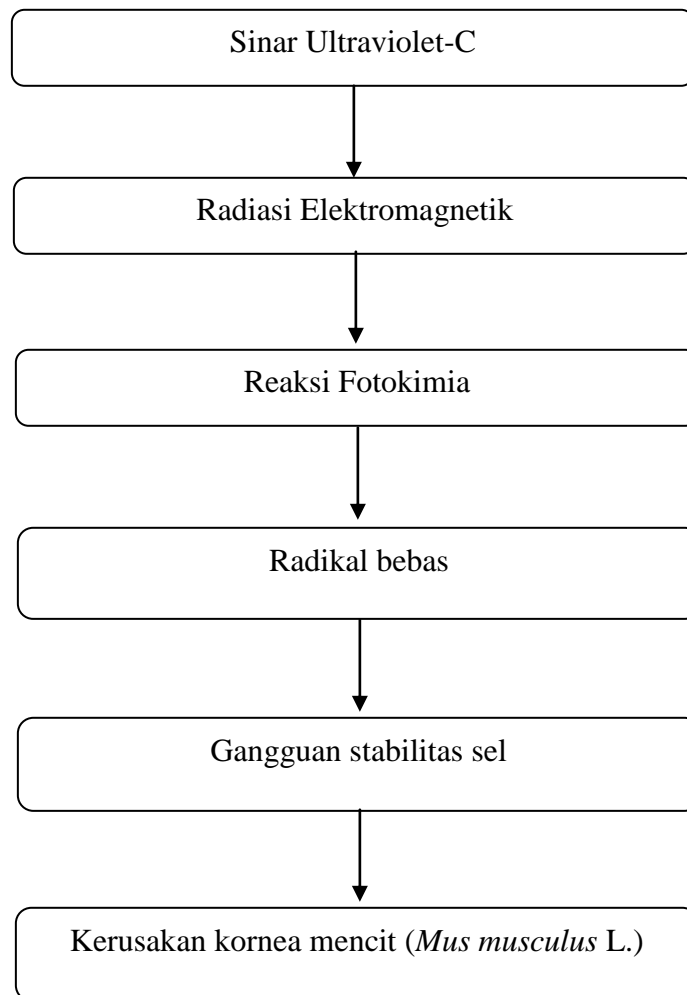 Sinar Ultraviolet-C
Radiasi Elektromagnetik
Reaksi Fotokimia
Radikal bebas
Gangguan stabilitas sel
Kerusakan kornea mencit (Mus musculus L.)